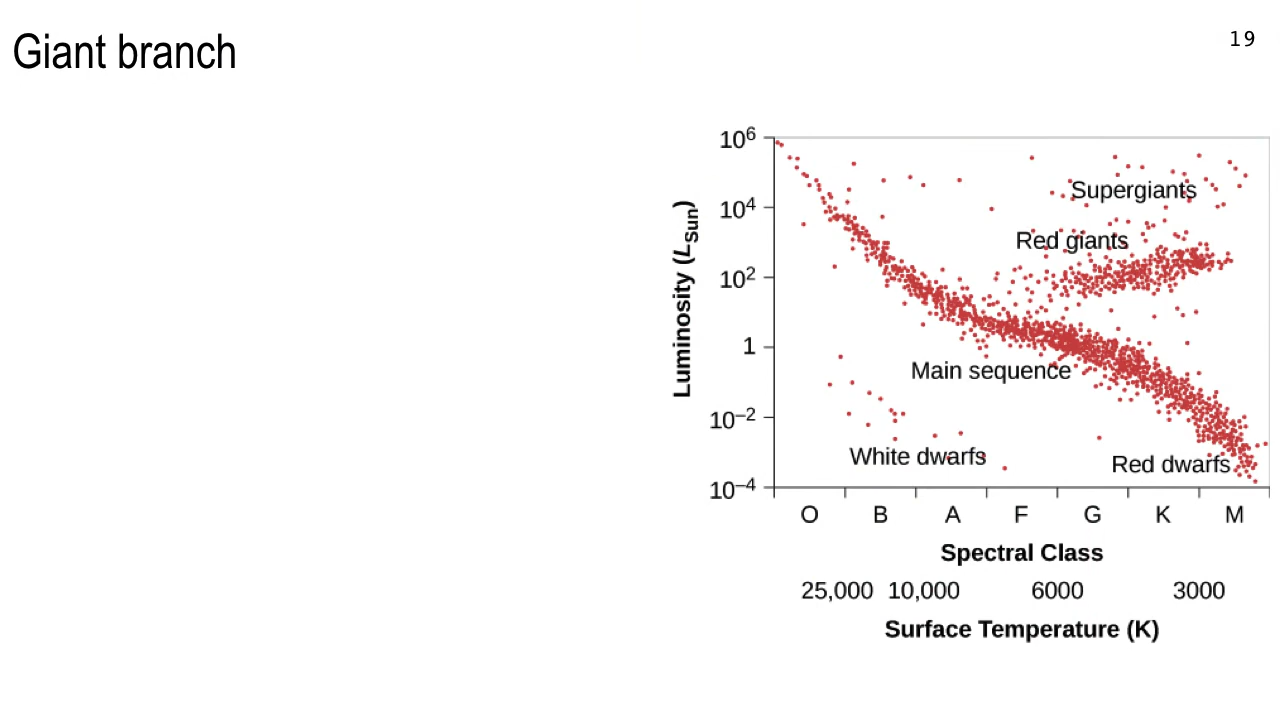 Giant branch
19
10⁶
10⁴
10²
1
10⁻²
10⁻⁴
Luminosity (L_Sun)
Supergiants
Red giants
Main sequence
White dwarfs
Red dwarfs
O B A F G K M
Spectral Class
25,000 10,000 6000 3000
Surface Temperature (K)